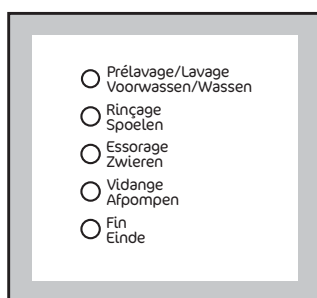 Prélavage/Lavage
Voorwassen/Wassen
Rinçage
Spoelen
Essorage
Zwieren
Vidange
Afpompen
Fin
Einde